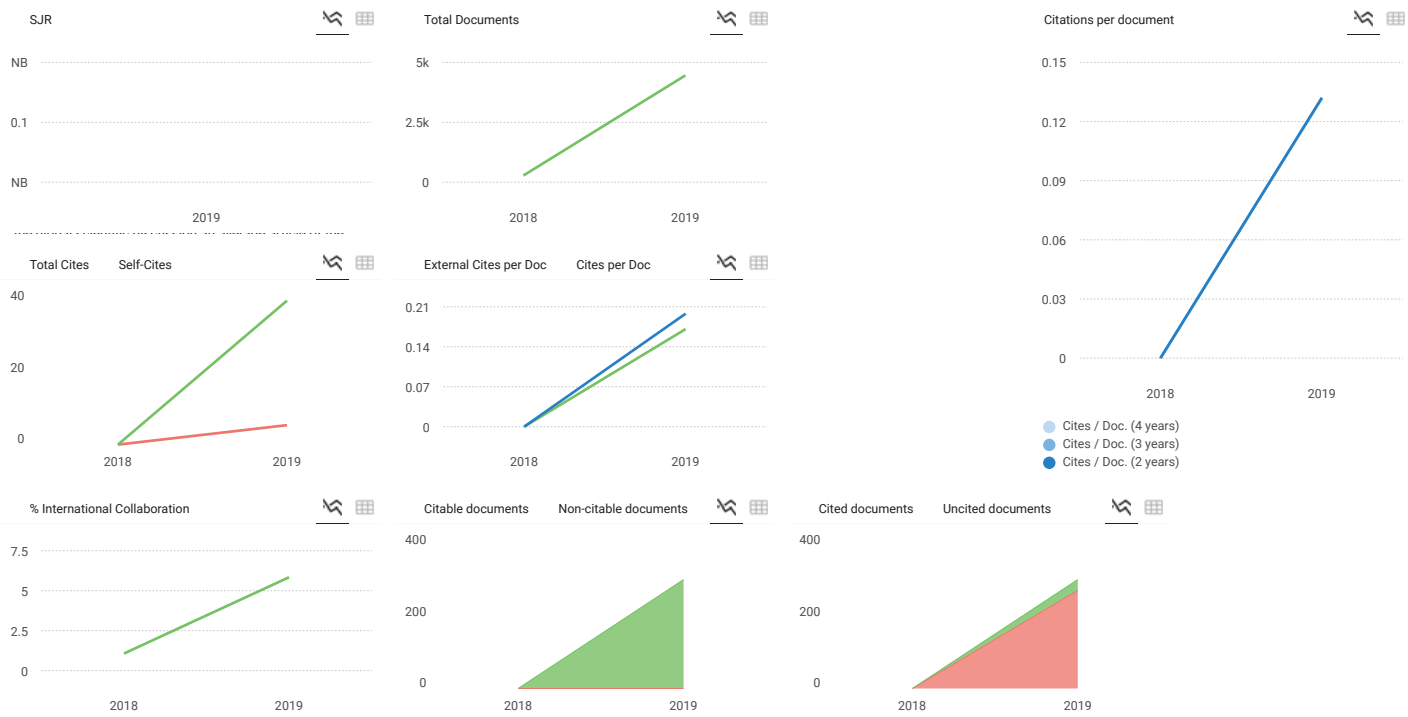 SJR
NB
0.1
NB
2019
Total Documents
5k
2.5k
0
2018 2019
Citations per document
0.15
0.12
0.09
0.06
0.03
0
2018 2019
Cites / Doc. (4 years)
Cites / Doc. (3 years)
Cites / Doc. (2 years)
Total Cites Self-Cites
40
20
0
2018 2019
External Cites per Doc Cites per Doc
0.21
0.14
0.07
0
2018 2019
% International Collaboration
7.5
5
2.5
0
2018 2019
Citable documents Non-citable documents
400
200
0
2018 2019
Cited documents Uncited documents
400
200
0
2018 2019